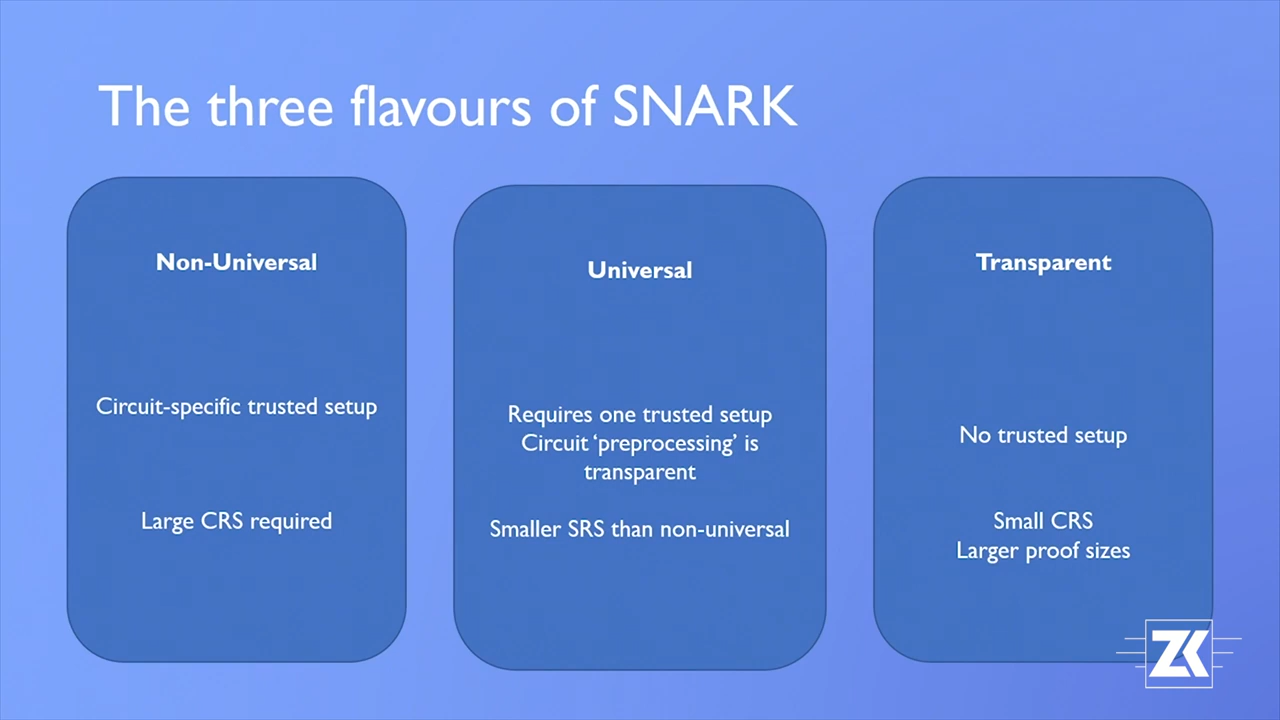 The three flavours of SNARK
Non-Universal
Circuit-specific trusted setup
Large CRS required
Universal
Requires one trusted setup
Circuit ‘preprocessing’ is
transparent
Smaller SRS than non-universal
Transparent
No trusted setup
Small CRS
Larger proof sizes
ZK